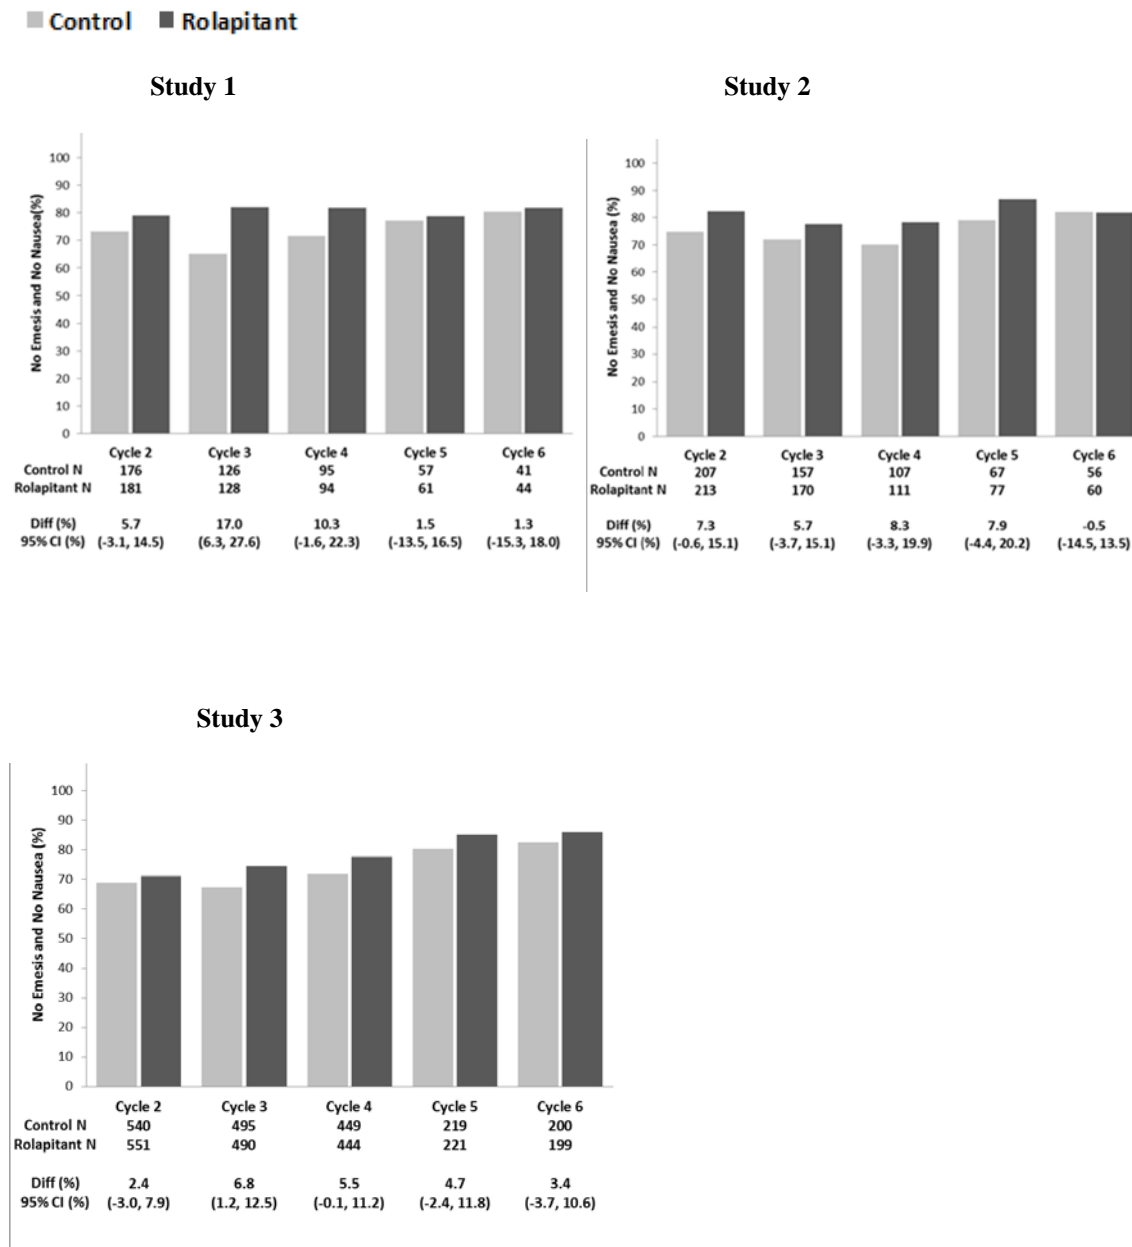 Control Rolapitant
Study 1
No Emesis and No Nausea(%)
100
90
80
70
60
50
40
30
20
10
0
Cycle 2 Cycle 3 Cycle 4 Cycle 5 Cycle 6
Control N 176 126 95 57 41
Rolapitant N 181 128 94 61 44
Diff (%) 5.7 17.0 10.3 1.5 1.3
95% CI (%) (-3.1, 14.5) (6.3, 27.6) (-1.6, 22.3) (-13.5, 16.5) (-15.3, 18.0)
Study 2
No Emesis and No Nausea (%)
100
90
80
70
60
50
40
30
20
10
0
Cycle 2 Cycle 3 Cycle 4 Cycle 5 Cycle 6
Control N 207 157 107 67 56
Rolapitant N 213 170 111 77 60
Diff (%) 7.3 5.7 8.3 7.9 -0.5
95% CI (%) (-0.6, 15.1) (-3.7, 15.1) (-3.3, 19.9) (-4.4, 20.2) (-14.5, 13.5)
Study 3
No Emesis and No Nausea (%)
100
90
80
70
60
50
40
30
20
10
0
Cycle 2 Cycle 3 Cycle 4 Cycle 5 Cycle 6
Control N 540 495 449 219 200
Rolapitant N 551 490 444 221 199
Diff (%) 2.4 6.8 5.5 4.7 3.4
95% CI (%) (-3.0, 7.9) (1.2, 12.5) (-0.1, 11.2) (-2.4, 11.8) (-3.7, 10.6)